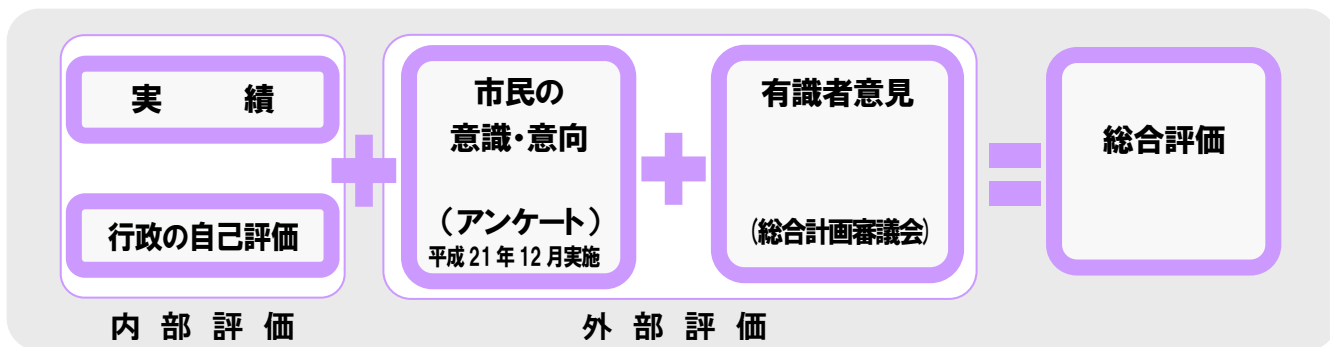 実　　績
行政の自己評価
市民の
意識・意向
（アンケート）
平成21年12月実施
有識者意見
(総合計画審議会)
総合評価
内部評価
外部評価